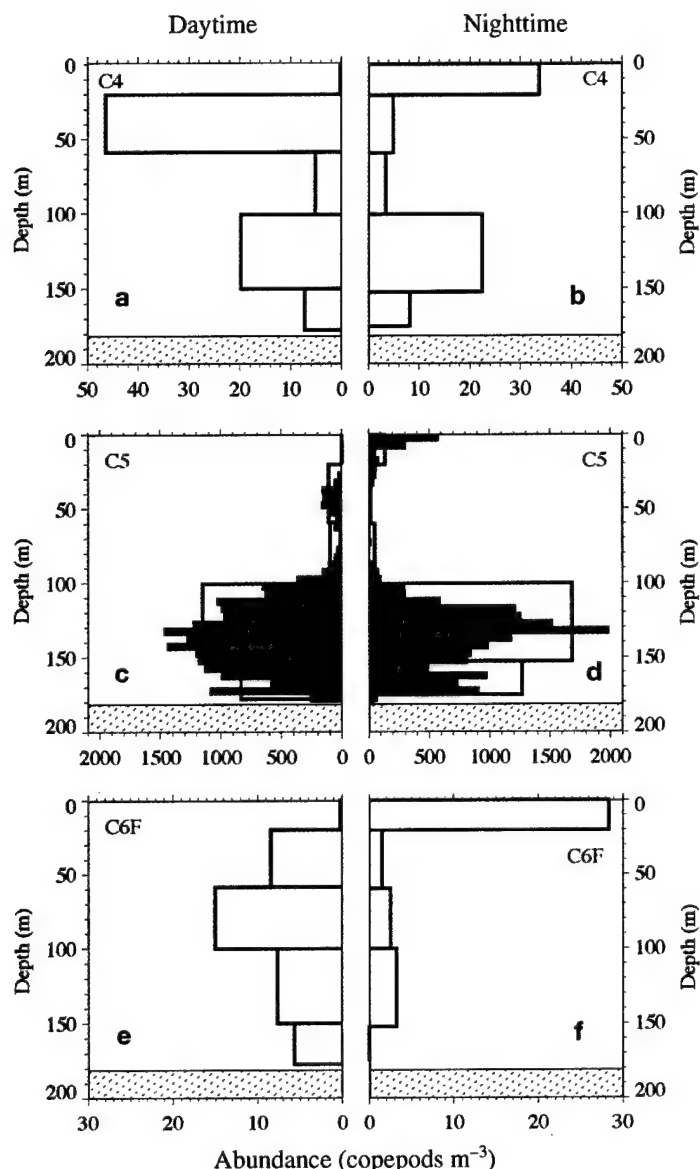 Daytime
Nighttime
0
50
100
150
200
Depth (m)
C4
a
50 40 30 20 10 0
C4
b
0 10 20 30 40 50
0
50
100
150
200
Depth (m)
0
50
100
150
200
Depth (m)
C5
c
2000 1500 1000 500 0
C5
d
0 500 1000 1500 2000
0
50
100
150
200
Depth (m)
0
50
100
150
200
Depth (m)
C6F
e
30 20 10 0
C6F
f
0 10 20 30
0
50
100
150
200
Depth (m)
Abundance (copepods m⁻³)